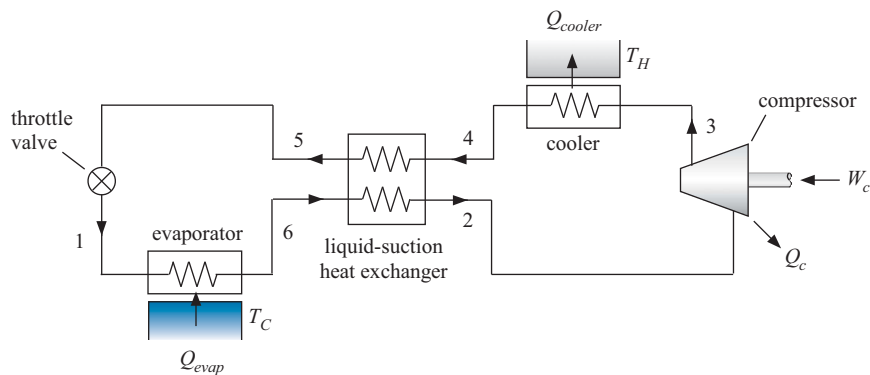 Q_cooler
T_H
compressor
throttle
valve
5
4
3
cooler
W_c
1
evaporator
6
2
liquid-suction
heat exchanger
Q_c
T_C
Q_evap